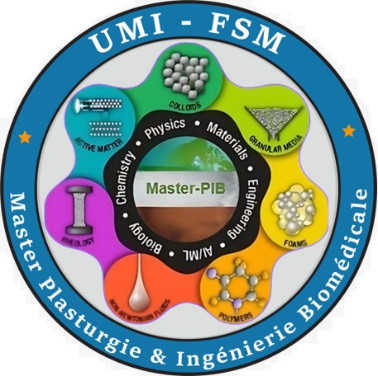 UMI - FSM
COLLOIDS
GRANULAR MEDIA
FOAMS
POLYMERS
NON-NEWTONIAN FLUIDS
RHEOLOGY
ACTIVE MATTER
Physics • Materials • Engineering • AI/ML • Biology • Chemistry •
Master-PIB
Master Plasturgie & Ingénierie Biomédicale